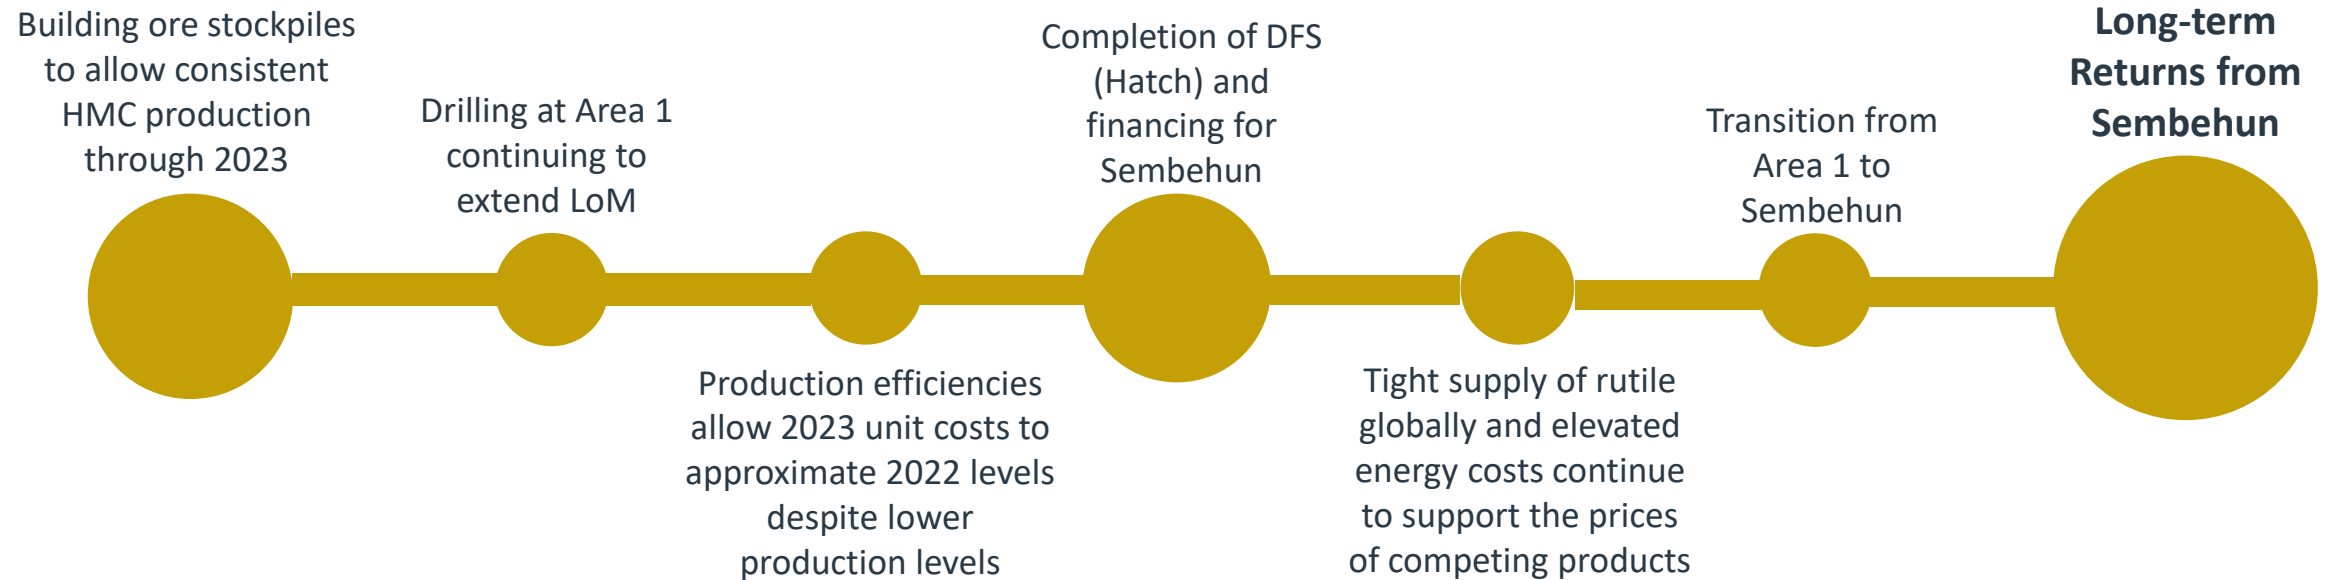 Building ore stockpiles
to allow consistent
HMC production
through 2023
Drilling at Area 1
continuing to
extend LoM
Production efficiencies
allow 2023 unit costs to
approximate 2022 levels
despite lower
production levels
Completion of DFS
(Hatch) and
financing for
Sembehun
Tight supply of rutile
globally and elevated
energy costs continue
to support the prices
of competing products
Transition from
Area 1 to
Sembehun
Long-term
Returns from
Sembehun